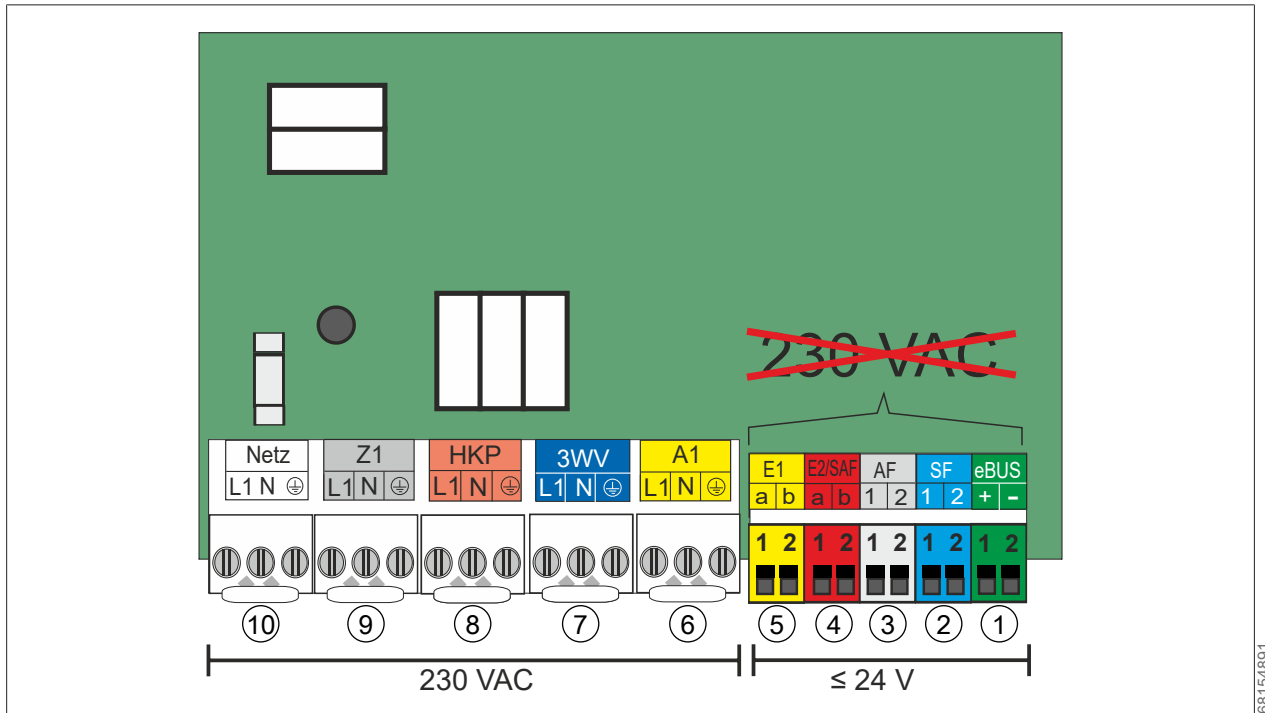 230 VAC
Netz
L1 N
Z1
L1 N
HKP
L1 N
3WV
L1 N
A1
L1 N
E1
a b
E2/SAF
a b
AF
1 2
SF
1 2
eBUS
+ -
1 2
1 2
1 2
1 2
1 2
10
9
8
7
6
5
4
3
2
1
230 VAC
≤ 24 V
68154891